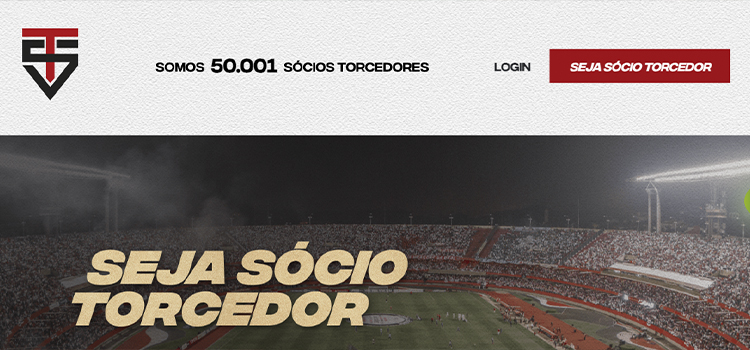 SOMOS 50.001 SÓCIOS TORCEDORES
LOGIN
SEJA SÓCIO TORCEDOR
SEJA SÓCIO
TORCEDOR